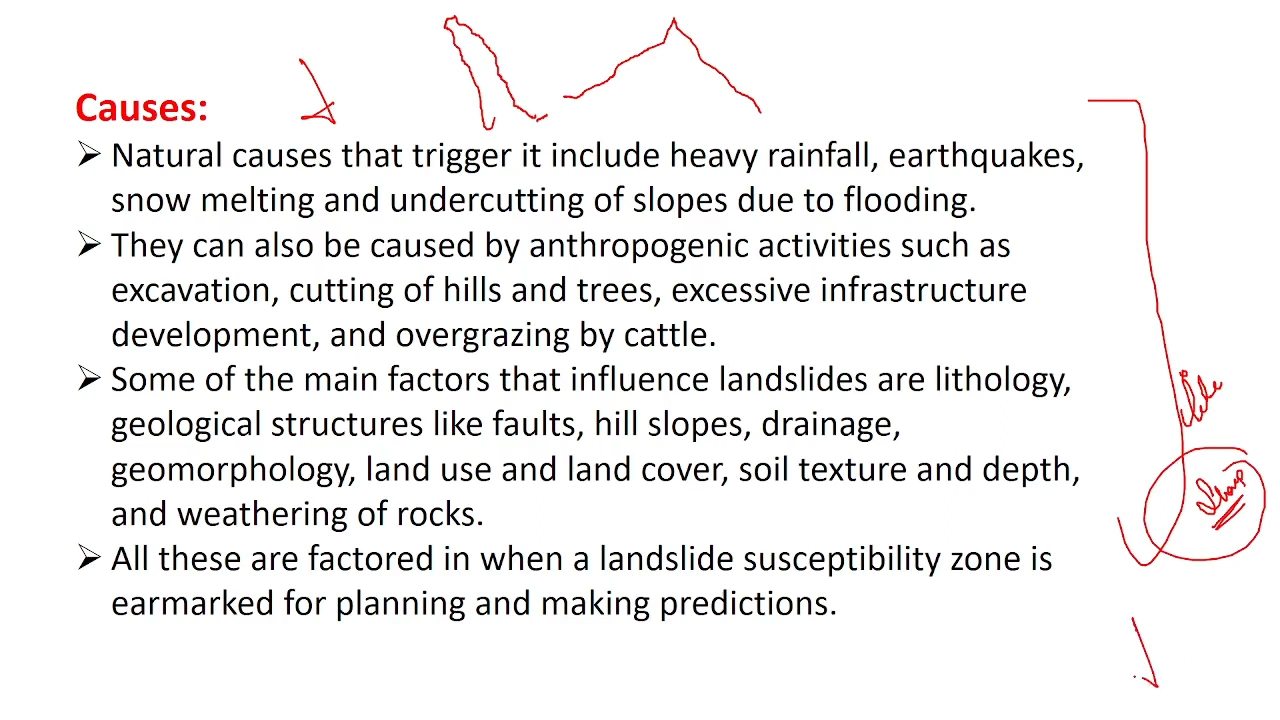 Causes:
➢ Natural causes that trigger it include heavy rainfall, earthquakes,
snow melting and undercutting of slopes due to flooding.
➢ They can also be caused by anthropogenic activities such as
excavation, cutting of hills and trees, excessive infrastructure
development, and overgrazing by cattle.
➢ Some of the main factors that influence landslides are lithology,
geological structures like faults, hill slopes, drainage,
geomorphology, land use and land cover, soil texture and depth,
and weathering of rocks.
➢ All these are factored in when a landslide susceptibility zone is
earmarked for planning and making predictions.